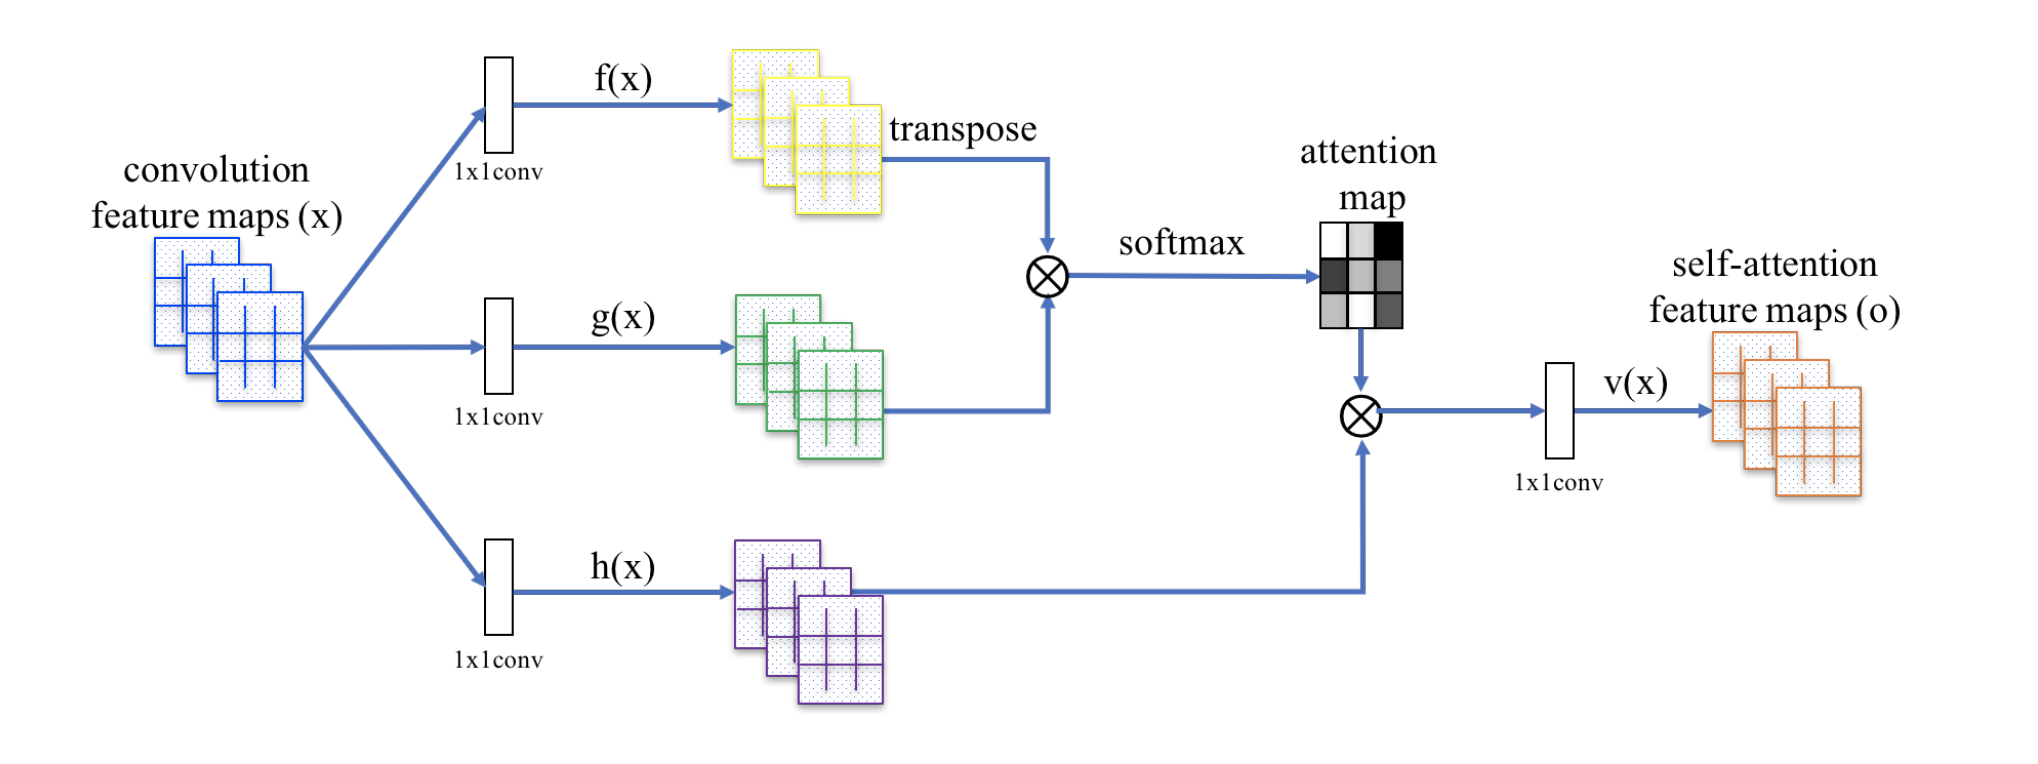 convolution
feature maps (x)
f(x)
1x1conv
transpose
g(x)
1x1conv
h(x)
1x1conv
softmax
attention
map
1x1conv
v(x)
self-attention
feature maps (o)